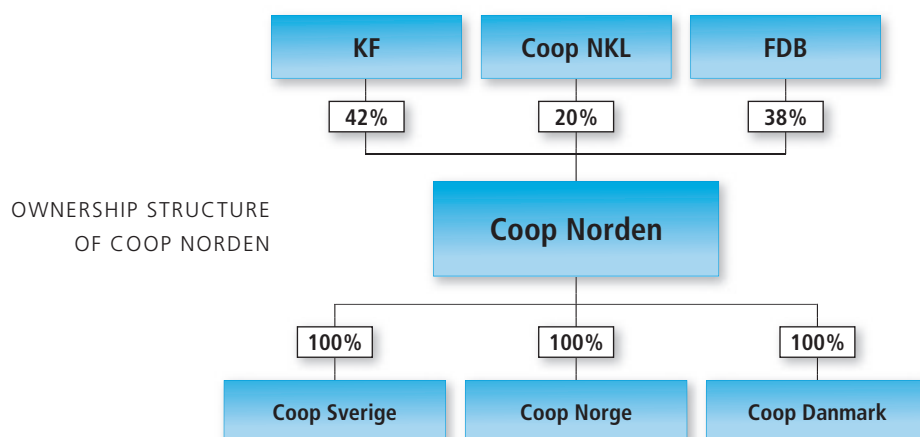 KF
Coop NKL
FDB
42%
20%
38%
OWNERSHIP STRUCTURE
OF COOP NORDEN
Coop Norden
100%
100%
100%
Coop Sverige
Coop Norge
Coop Danmark